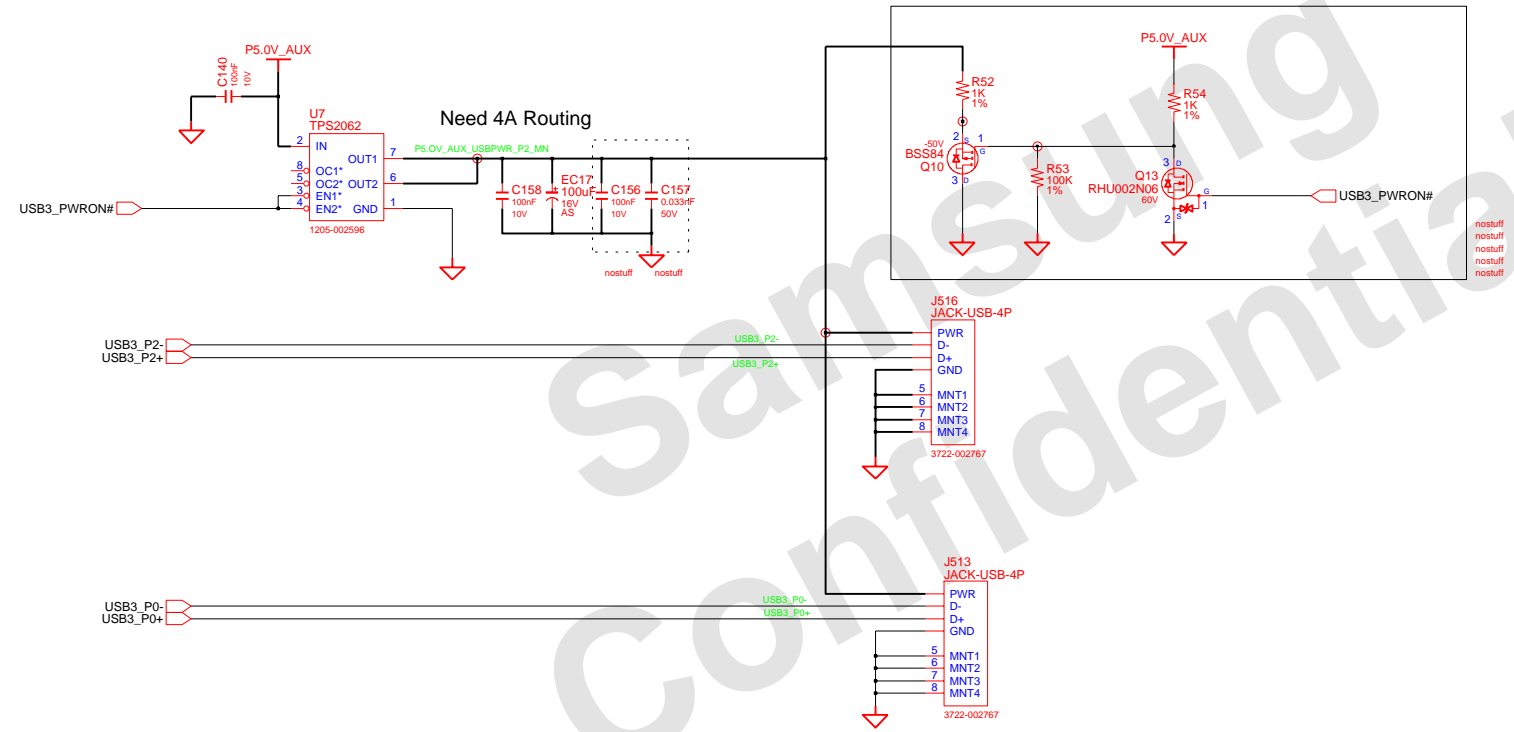 P5.0V_AUX
C140
100nF
10V
U7
TPS2062
2 IN
OUT1 7
8 OC1*
5 OC2* OUT2 6
3 EN1*
4 EN2* GND 1
1205-002596
USB3_PWRON#
Need 4A Routing
P5.0V_AUX_USBPWR_P2_MN
C158
100nF
10V
EC17
100uF
16V
AS
C156
100nF
10V
C157
0.033nF
50V
nostuff nostuff
R52
1K
1%
2 S
1
G
-50V
BSS84
Q10
3 D
R53
100K
1%
P5.0V_AUX
R54
1K
1%
3 D
Q13
RHU002N06
60V
G
1
2 S
USB3_PWRON#
nostuff
nostuff
nostuff
nostuff
nostuff
J516
JACK-USB-4P
PWR
USB3_P2- USB3_P2- D-
USB3_P2+ USB3_P2+ D+
GND
5 MNT1
6 MNT2
7 MNT3
8 MNT4
3722-002767
J513
JACK-USB-4P
PWR
USB3_P0- USB3_P0- D-
USB3_P0+ USB3_P0+ D+
GND
5 MNT1
6 MNT2
7 MNT3
8 MNT4
3722-002767
Samsung
Confidential